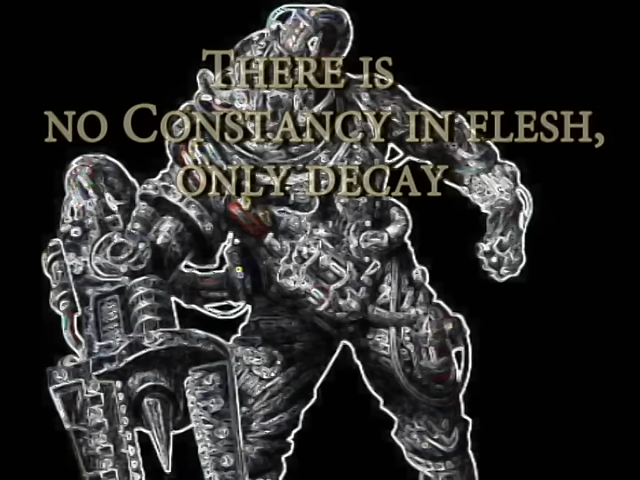 There is
no Constancy in flesh,
only decay